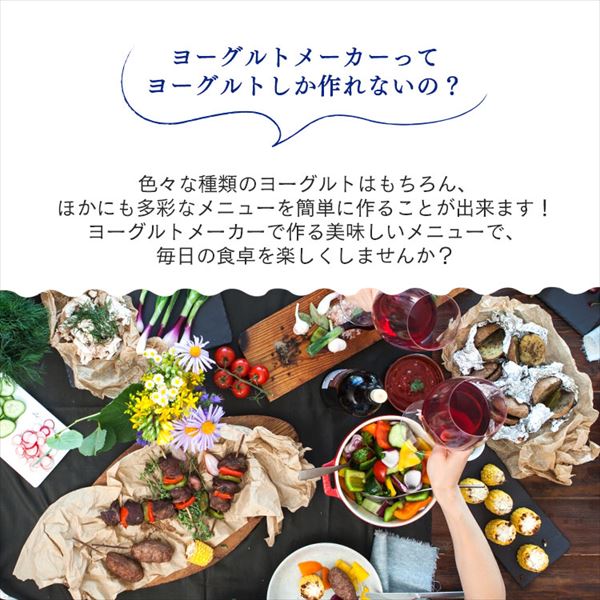 ヨーグルトメーカーって
ヨーグルトしか作れないの？
色々な種類のヨーグルトはもちろん、
ほかにも多彩なメニューを簡単に作ることが出来ます！
ヨーグルトメーカーで作る美味しいメニューで、
毎日の食卓を楽しくしませんか？